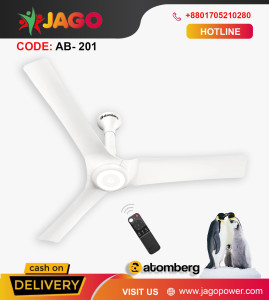 JAGO
+8801705210280
HOTLINE
CODE: AB- 201
atomberg
cash on
DELIVERY
VISIT US
www.jagopower.com